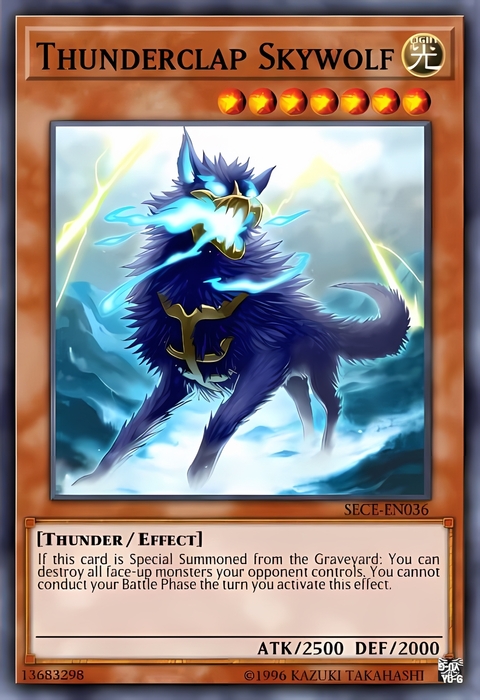 THUNDERCLAP SKYWOLF
LIGHT
光
SECE-EN036
[THUNDER / EFFECT]
If this card is Special Summoned from the Graveyard: You can
destroy all face-up monsters your opponent controls. You cannot
conduct your Battle Phase the turn you activate this effect.
ATK/2500 DEF/2000
13683298
©1996 KAZUKI TAKAHASHI